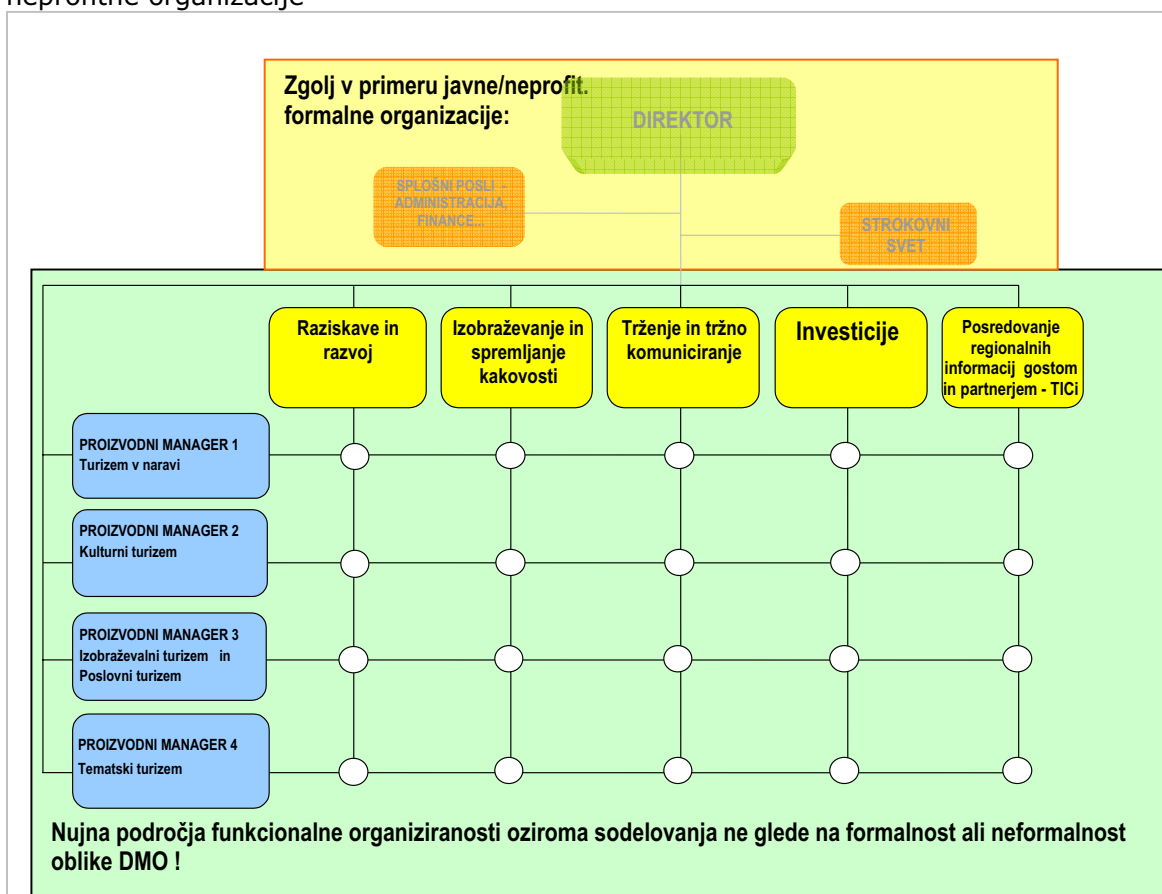 neprofitne organizacije
Zgolj v primeru javne/neprofit.
formalne organizacije:
DIREKTOR
SPLOŠNI POSLI -
ADMINISTRACIJA,
FINANCE...
STROKOVNI
SVET
Raziskave in
razvoj
Izobraževanje in
spremljanje
kakovosti
Trženje in tržno
komuniciranje
Investicije
Posredovanje
regionalnih
informacij gostom
in partnerjem - TICi
PROIZVODNI MANAGER 1
Turizem v naravi
PROIZVODNI MANAGER 2
Kulturni turizem
PROIZVODNI MANAGER 3
Izobraževalni turizem in
Poslovni turizem
PROIZVODNI MANAGER 4
Tematski turizem
Nujna področja funkcionalne organiziranosti oziroma sodelovanja ne glede na formalnost ali neformalnost
oblike DMO !